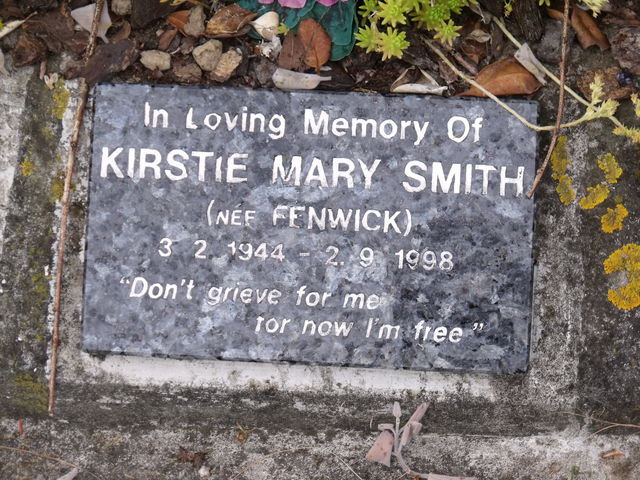 In Loving Memory Of
KIRSTIE MARY SMITH
(NÉE FENWICK)
3 2 1944 - 2. 9 1998
"Don't grieve for me
for now I'm free"